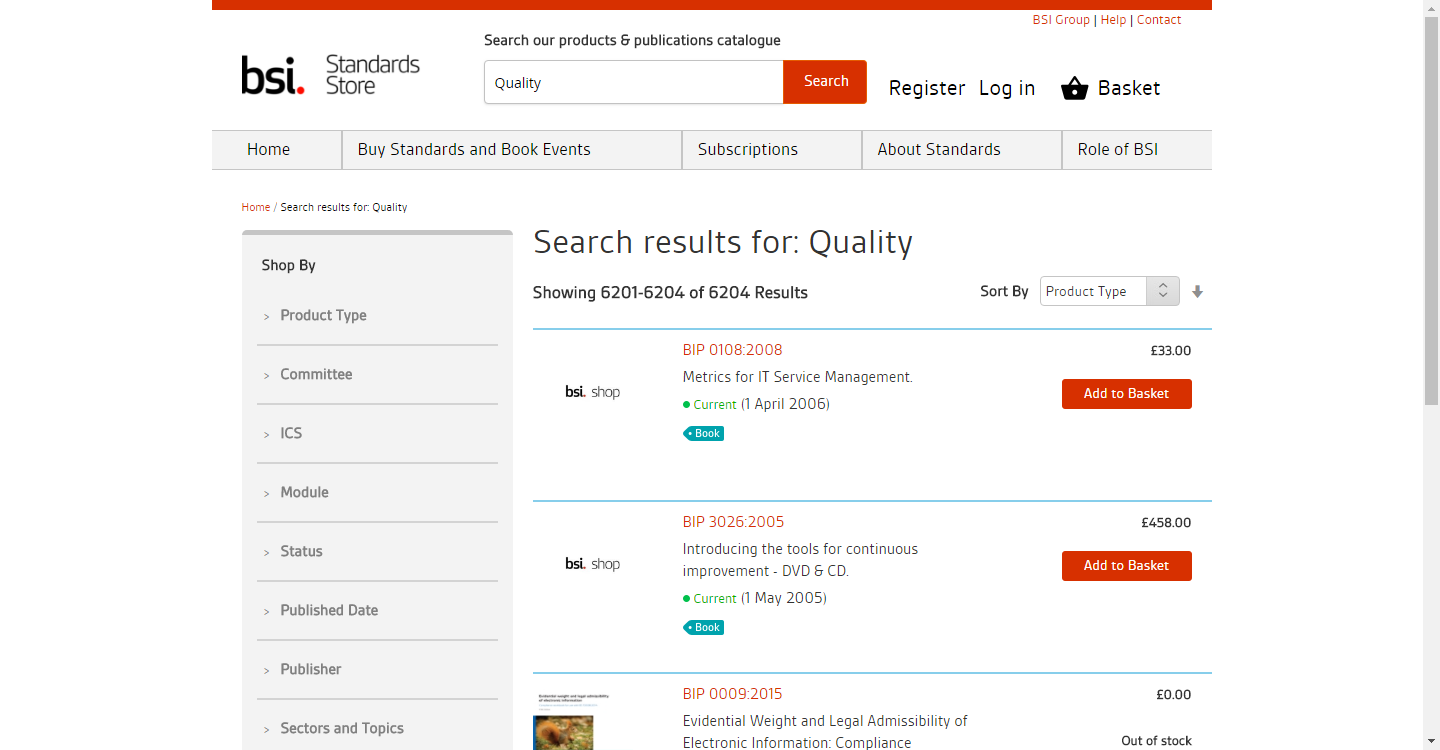 BSI Group | Help | Contact
Search our products & publications catalogue
bsi. Standards Store
Quality
Search
Register Log in Basket
Home
Buy Standards and Book Events
Subscriptions
About Standards
Role of BSI
Home / Search results for: Quality
Shop By
> Product Type
> Committee
> ICS
> Module
> Status
> Published Date
> Publisher
> Sectors and Topics
Search results for: Quality
Showing 6201-6204 of 6204 Results
Sort By Product Type
bsi. shop
BIP 0108:2008
£33.00
Metrics for IT Service Management.
Add to Basket
Current (1 April 2006)
Book
bsi. shop
BIP 3026:2005
£458.00
Introducing the tools for continuous
improvement - DVD & CD.
Add to Basket
Current (1 May 2005)
Book
Evidential weight and legal admissibility
of electronic information
BIP 0009:2015
£0.00
Evidential Weight and Legal Admissibility of
Electronic Information: Compliance
Out of stock